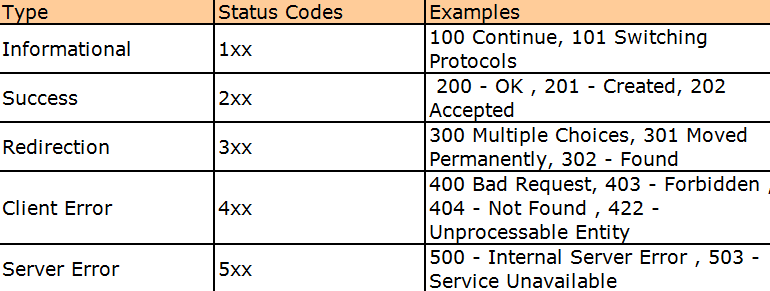 Type Status Codes Examples
Informational 1xx 100 Continue, 101 Switching
Protocols
Success 2xx 200 - OK , 201 - Created, 202
Accepted
Redirection 3xx 300 Multiple Choices, 301 Moved
Permanently, 302 - Found
Client Error 4xx 400 Bad Request, 403 - Forbidden ,
404 - Not Found , 422 -
Unprocessable Entity
Server Error 5xx 500 - Internal Server Error , 503 -
Service Unavailable